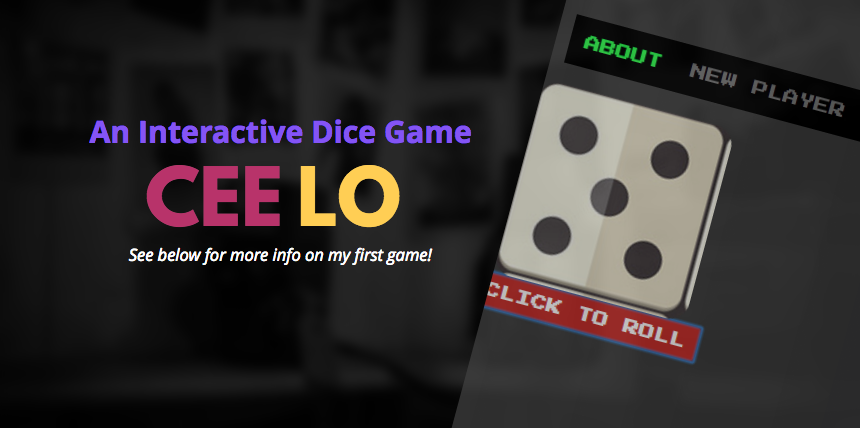 An Interactive Dice Game
CEE LO
See below for more info on my first game!
ABOUT NEW PLAYER
CLICK TO ROLL